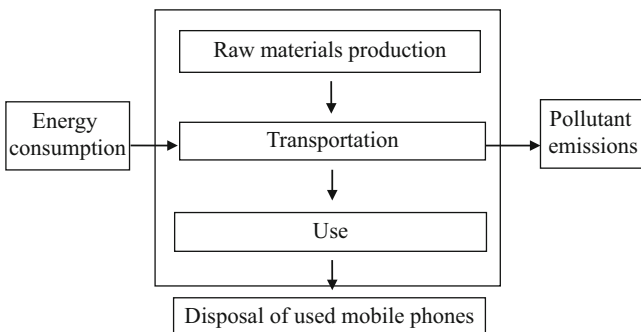 Raw materials production
Energy
consumption
Transportation
Pollutant
emissions
Use
Disposal of used mobile phones